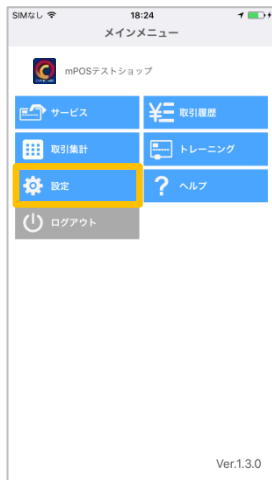 SIMなし 18:24
メインメニュー
mPOSテストショップ
サービス 取引履歴
取引集計 トレーニング
設定 ヘルプ
ログアウト
Ver.1.3.0